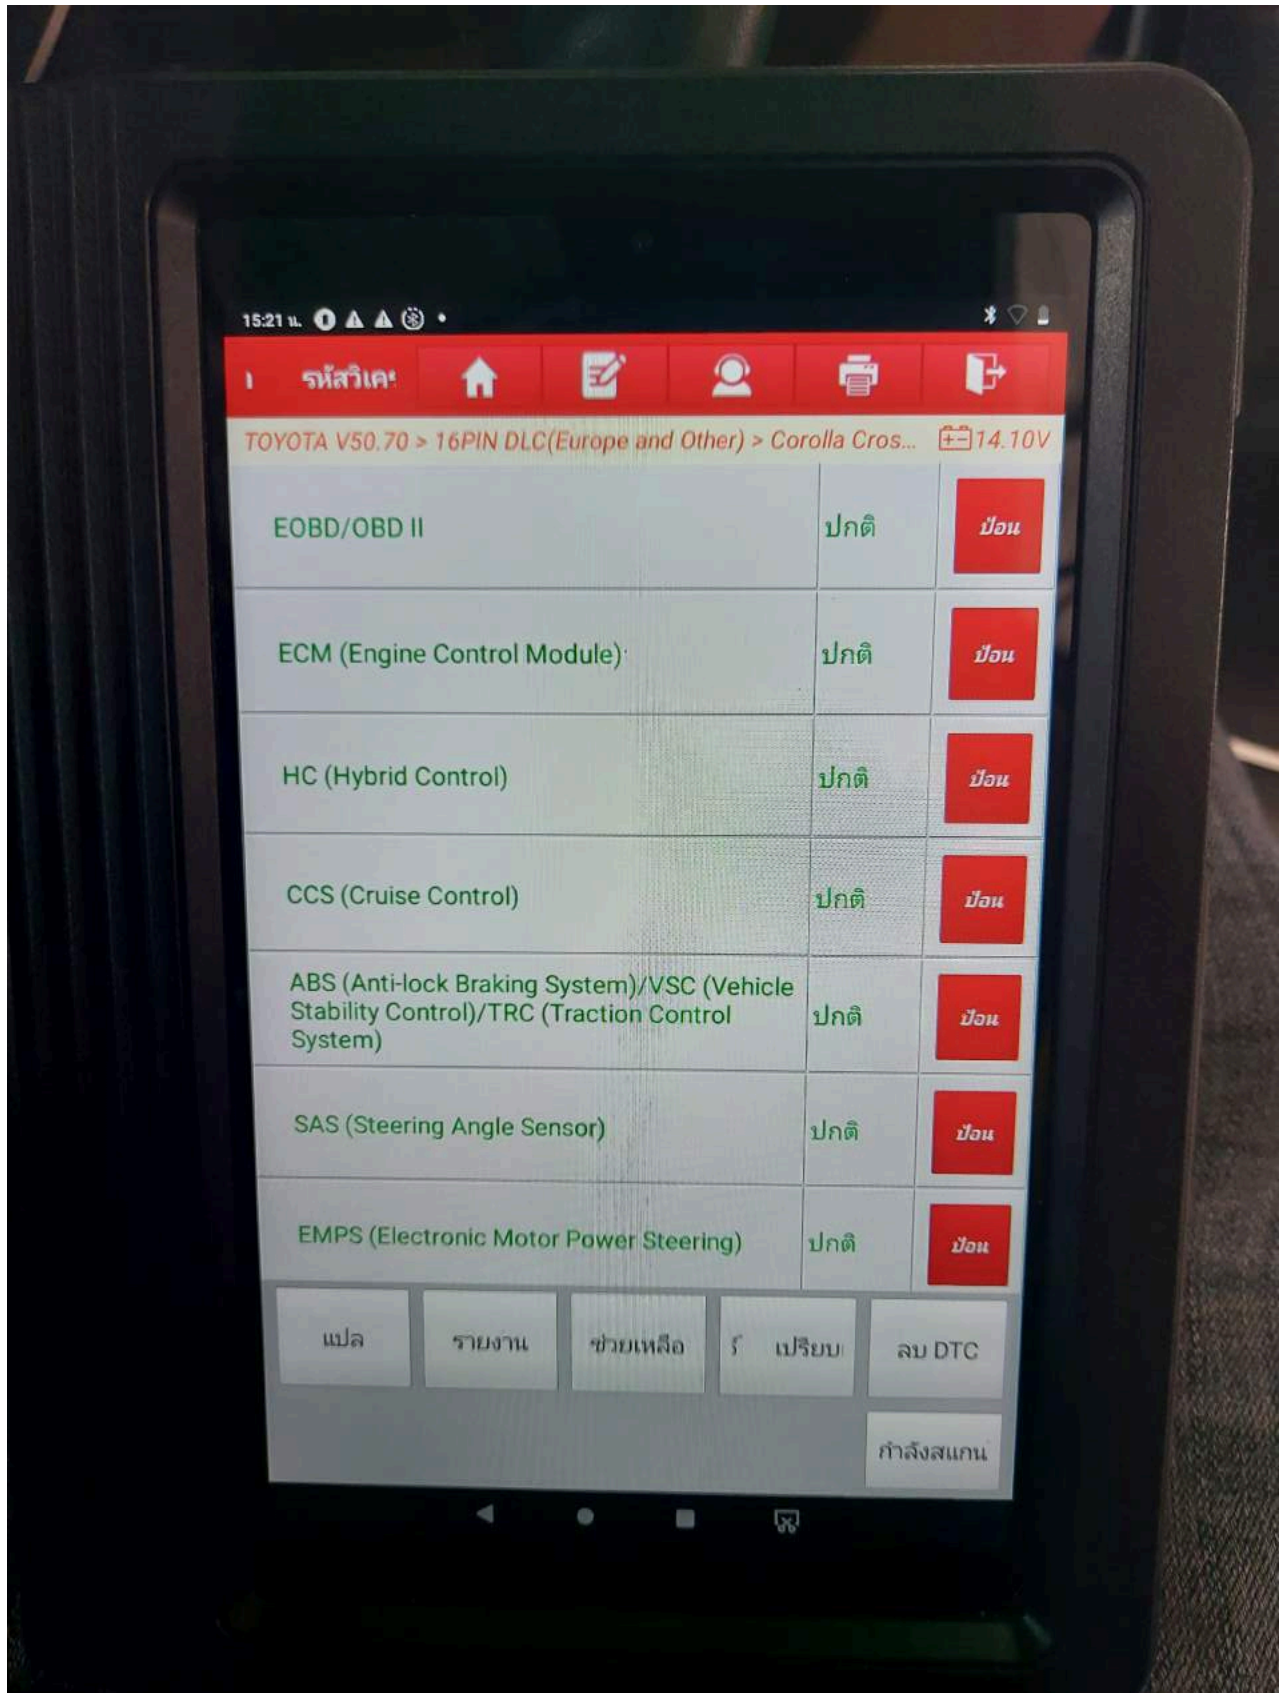 15:21 น.
รหัสวิเคร
TOYOTA V50.70 > 16PIN DLC(Europe and Other) > Corolla Cros... 14.10V
EOBD/OBD II ปกติ ป้อน
ECM (Engine Control Module) ปกติ ป้อน
HC (Hybrid Control) ปกติ ป้อน
CCS (Cruise Control) ปกติ ป้อน
ABS (Anti-lock Braking System)/VSC (Vehicle
Stability Control)/TRC (Traction Control
System) ปกติ ป้อน
SAS (Steering Angle Sensor) ปกติ ป้อน
EMPS (Electronic Motor Power Steering) ปกติ ป้อน
แปล รายงาน ช่วยเหลือ เปรียบ ลบ DTC
กำลังสแกน